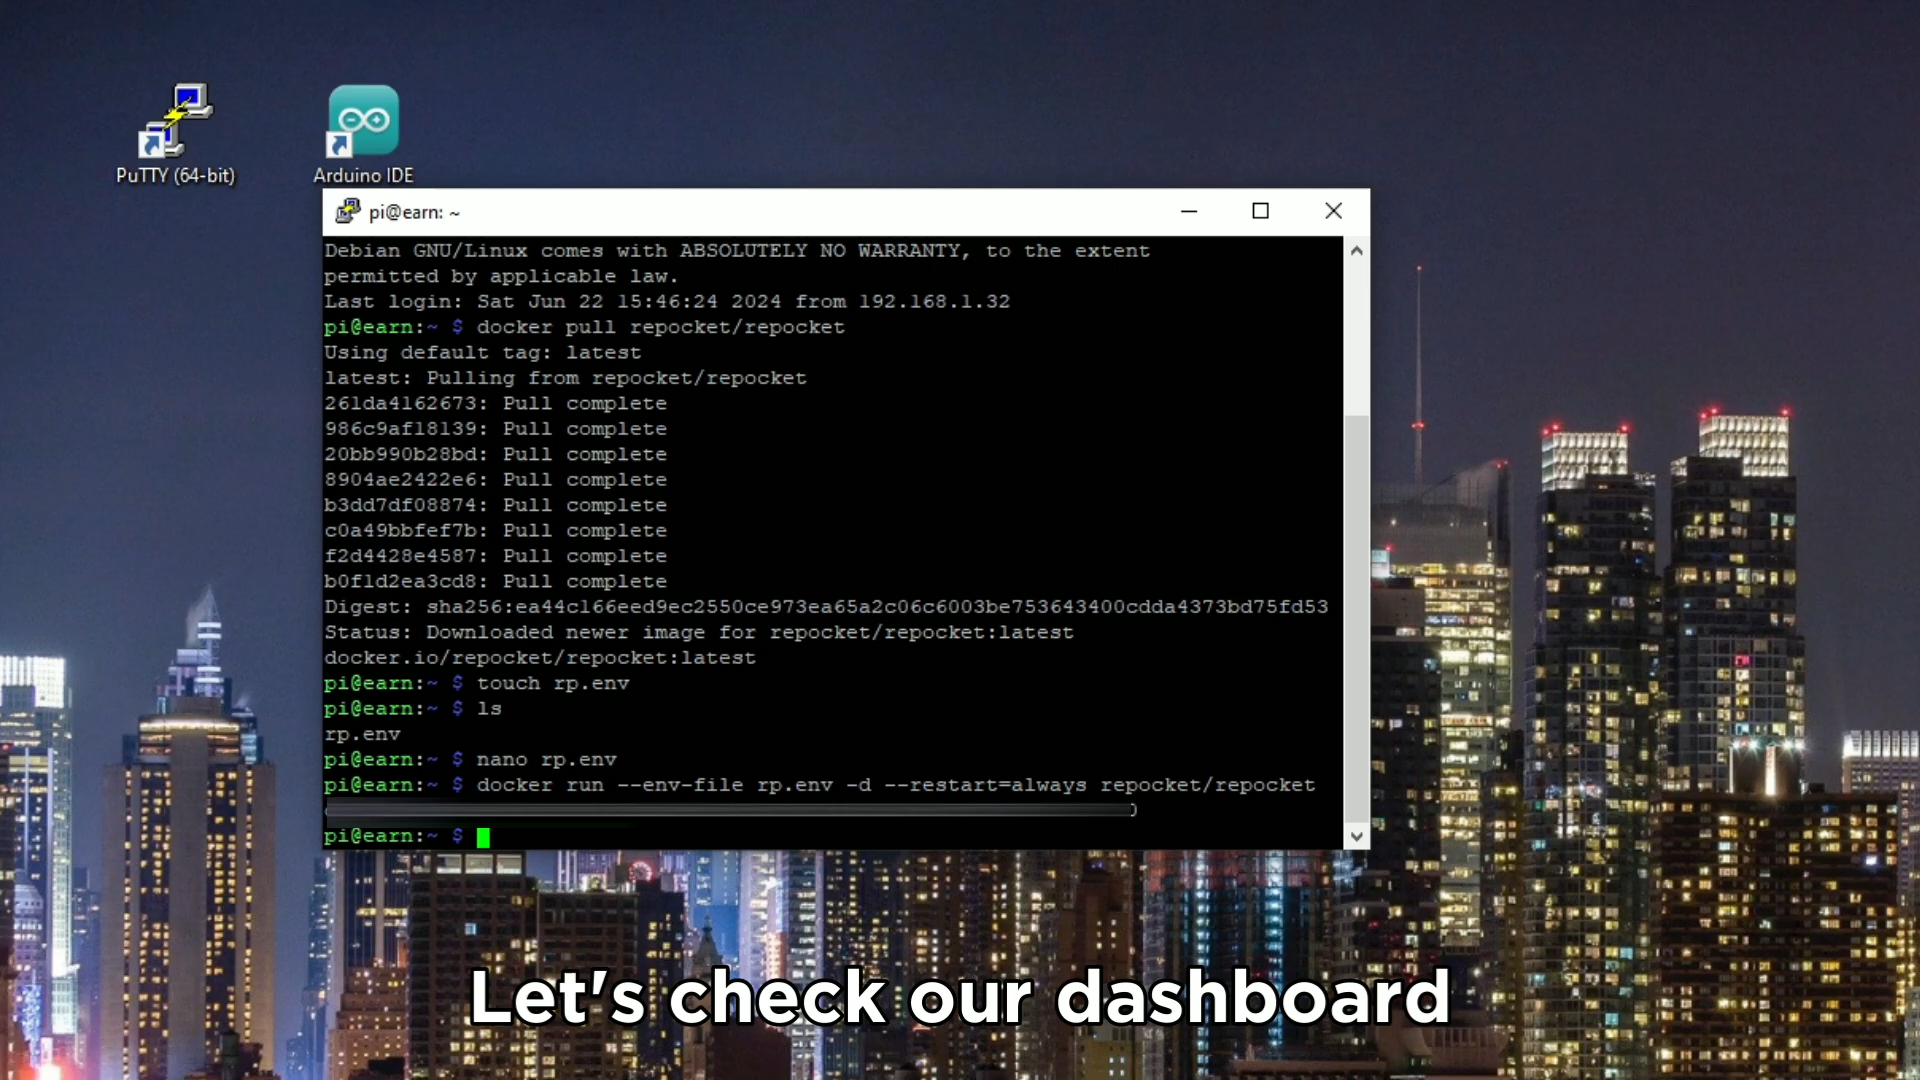 PuTTY (64-bit)
Arduino IDE
pi@earn: ~
Debian GNU/Linux comes with ABSOLUTELY NO WARRANTY, to the extent
permitted by applicable law.
Last login: Sat Jun 22 15:46:24 2024 from 192.168.1.32
pi@earn:~ $ docker pull repocket/repocket
Using default tag: latest
latest: Pulling from repocket/repocket
261da4162673: Pull complete
986c9af18139: Pull complete
20bb990b28bd: Pull complete
8904ae2422e6: Pull complete
b3dd7df08874: Pull complete
c0a49bbfef7b: Pull complete
f2d4428e4587: Pull complete
b0f1d2ea3cd8: Pull complete
Digest: sha256:ea44c166eed9ec2550ce973ea65a2c06c6003be753643400cdda4373bd75fd53
Status: Downloaded newer image for repocket/repocket:latest
docker.io/repocket/repocket:latest
pi@earn:~ $ touch rp.env
pi@earn:~ $ ls
rp.env
pi@earn:~ $ nano rp.env
pi@earn:~ $ docker run --env-file rp.env -d --restart=always repocket/repocket
pi@earn:~ $
Let's check our dashboard